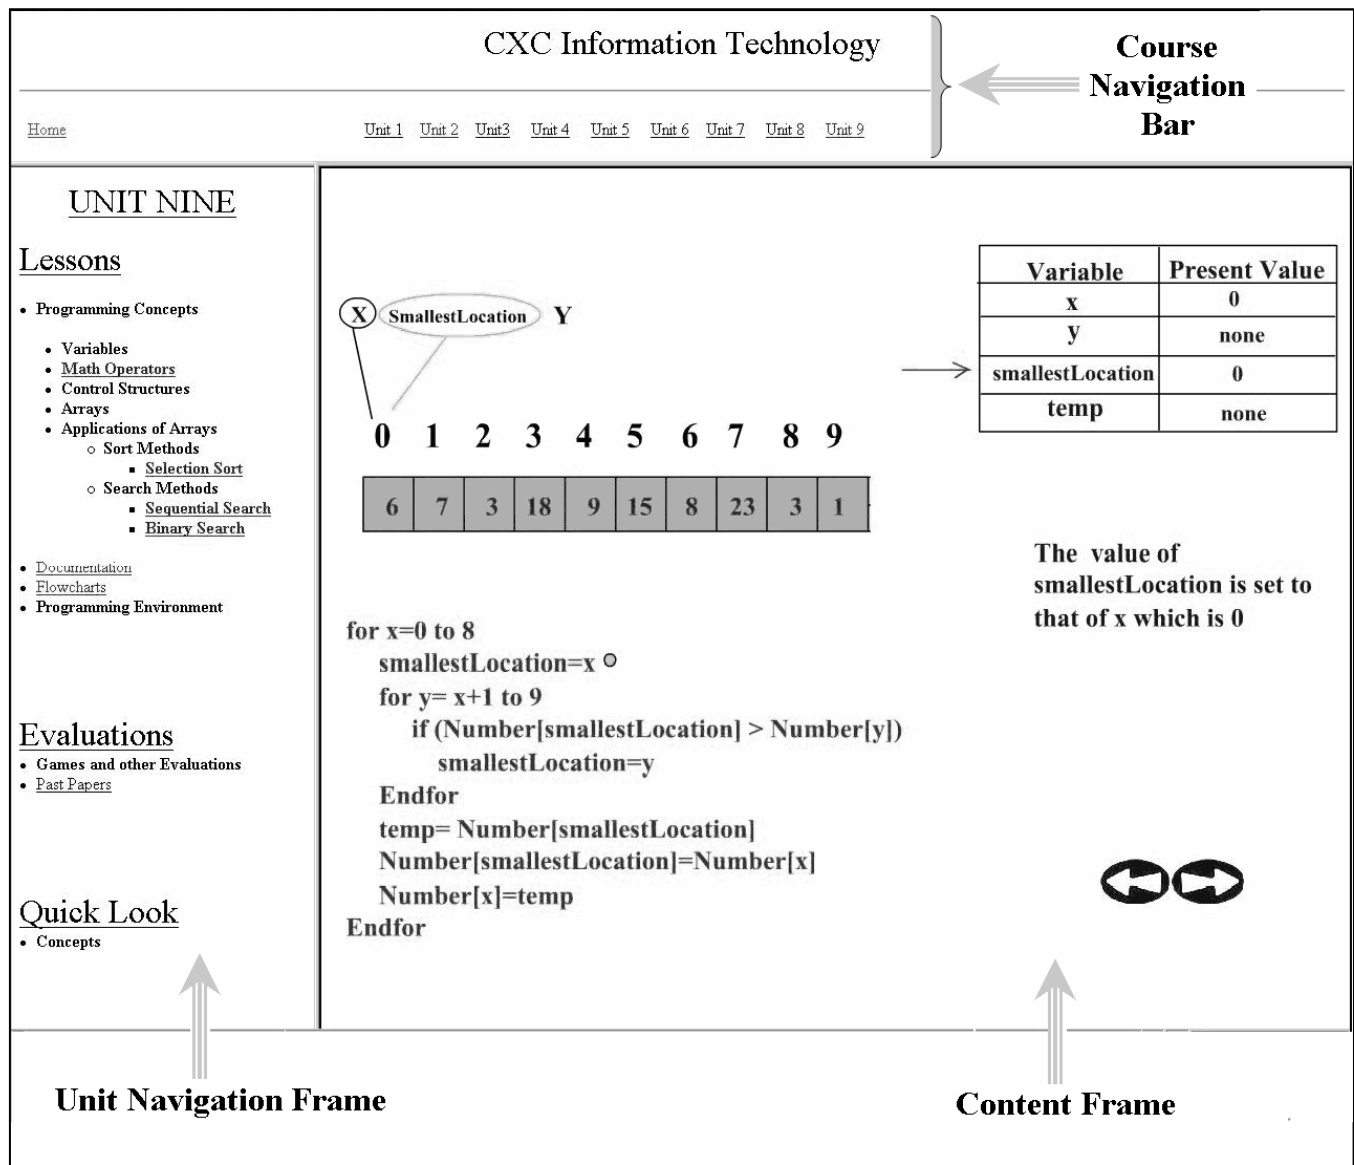 CXC Information Technology
Course
Navigation
Bar
Home Unit 1 Unit 2 Unit3 Unit 4 Unit 5 Unit 6 Unit 7 Unit 8 Unit 9
UNIT NINE
Lessons
• Programming Concepts
• Variables
• Math Operators
• Control Structures
• Arrays
• Applications of Arrays
○ Sort Methods
▪ Selection Sort
○ Search Methods
▪ Sequential Search
▪ Binary Search
• Documentation
• Flowcharts
• Programming Environment
Evaluations
• Games and other Evaluations
• Past Papers
Quick Look
• Concepts
X SmallestLocation Y
0 1 2 3 4 5 6 7 8 9
6 7 3 18 9 15 8 23 3 1
Variable Present Value
x 0
y none
smallestLocation 0
temp none
The value of
smallestLocation is set to
that of x which is 0
for x=0 to 8
smallestLocation=x
for y= x+1 to 9
if (Number[smallestLocation] > Number[y])
smallestLocation=y
Endfor
temp= Number[smallestLocation]
Number[smallestLocation]=Number[x]
Number[x]=temp
Endfor
Unit Navigation Frame
Content Frame